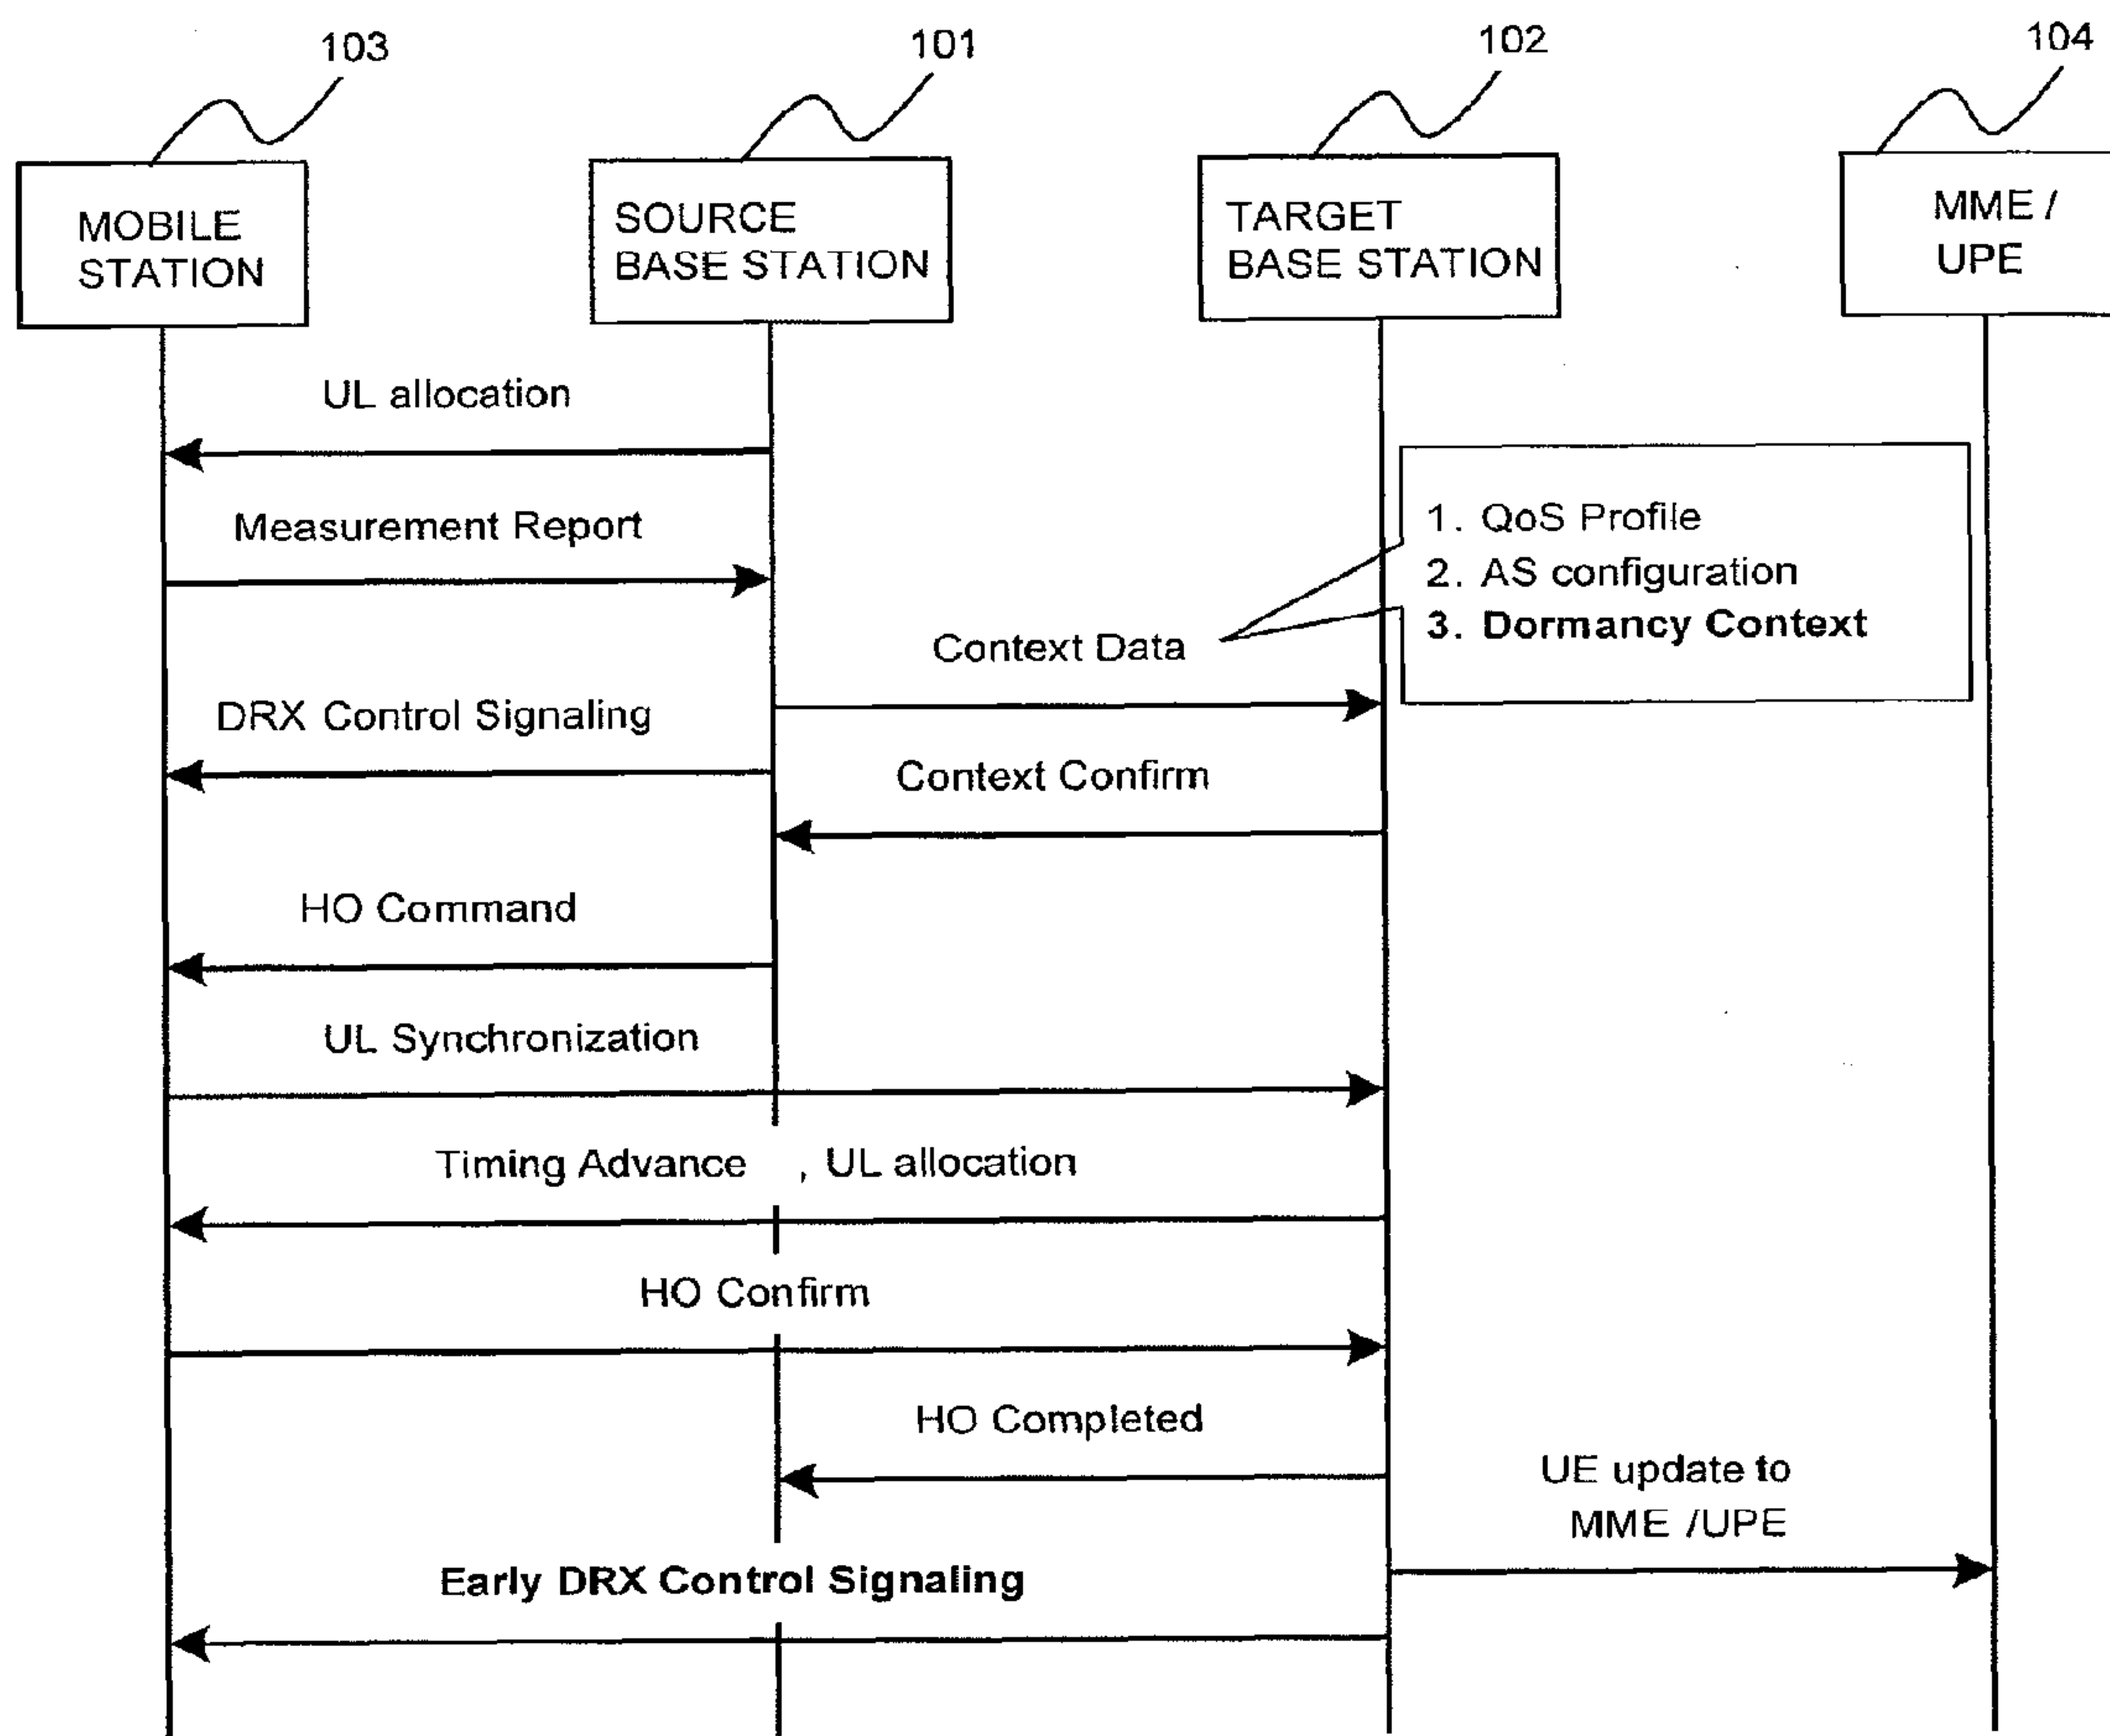 103
101
102
104
MOBILE
STATION
SOURCE
BASE STATION
TARGET
BASE STATION
MME /
UPE
UL allocation
Measurement Report
1. QoS Profile
2. AS configuration
3. Dormancy Context
Context Data
DRX Control Signaling
Context Confirm
HO Command
UL Synchronization
Timing Advance , UL allocation
HO Confirm
HO Completed
UE update to
MME /UPE
Early DRX Control Signaling